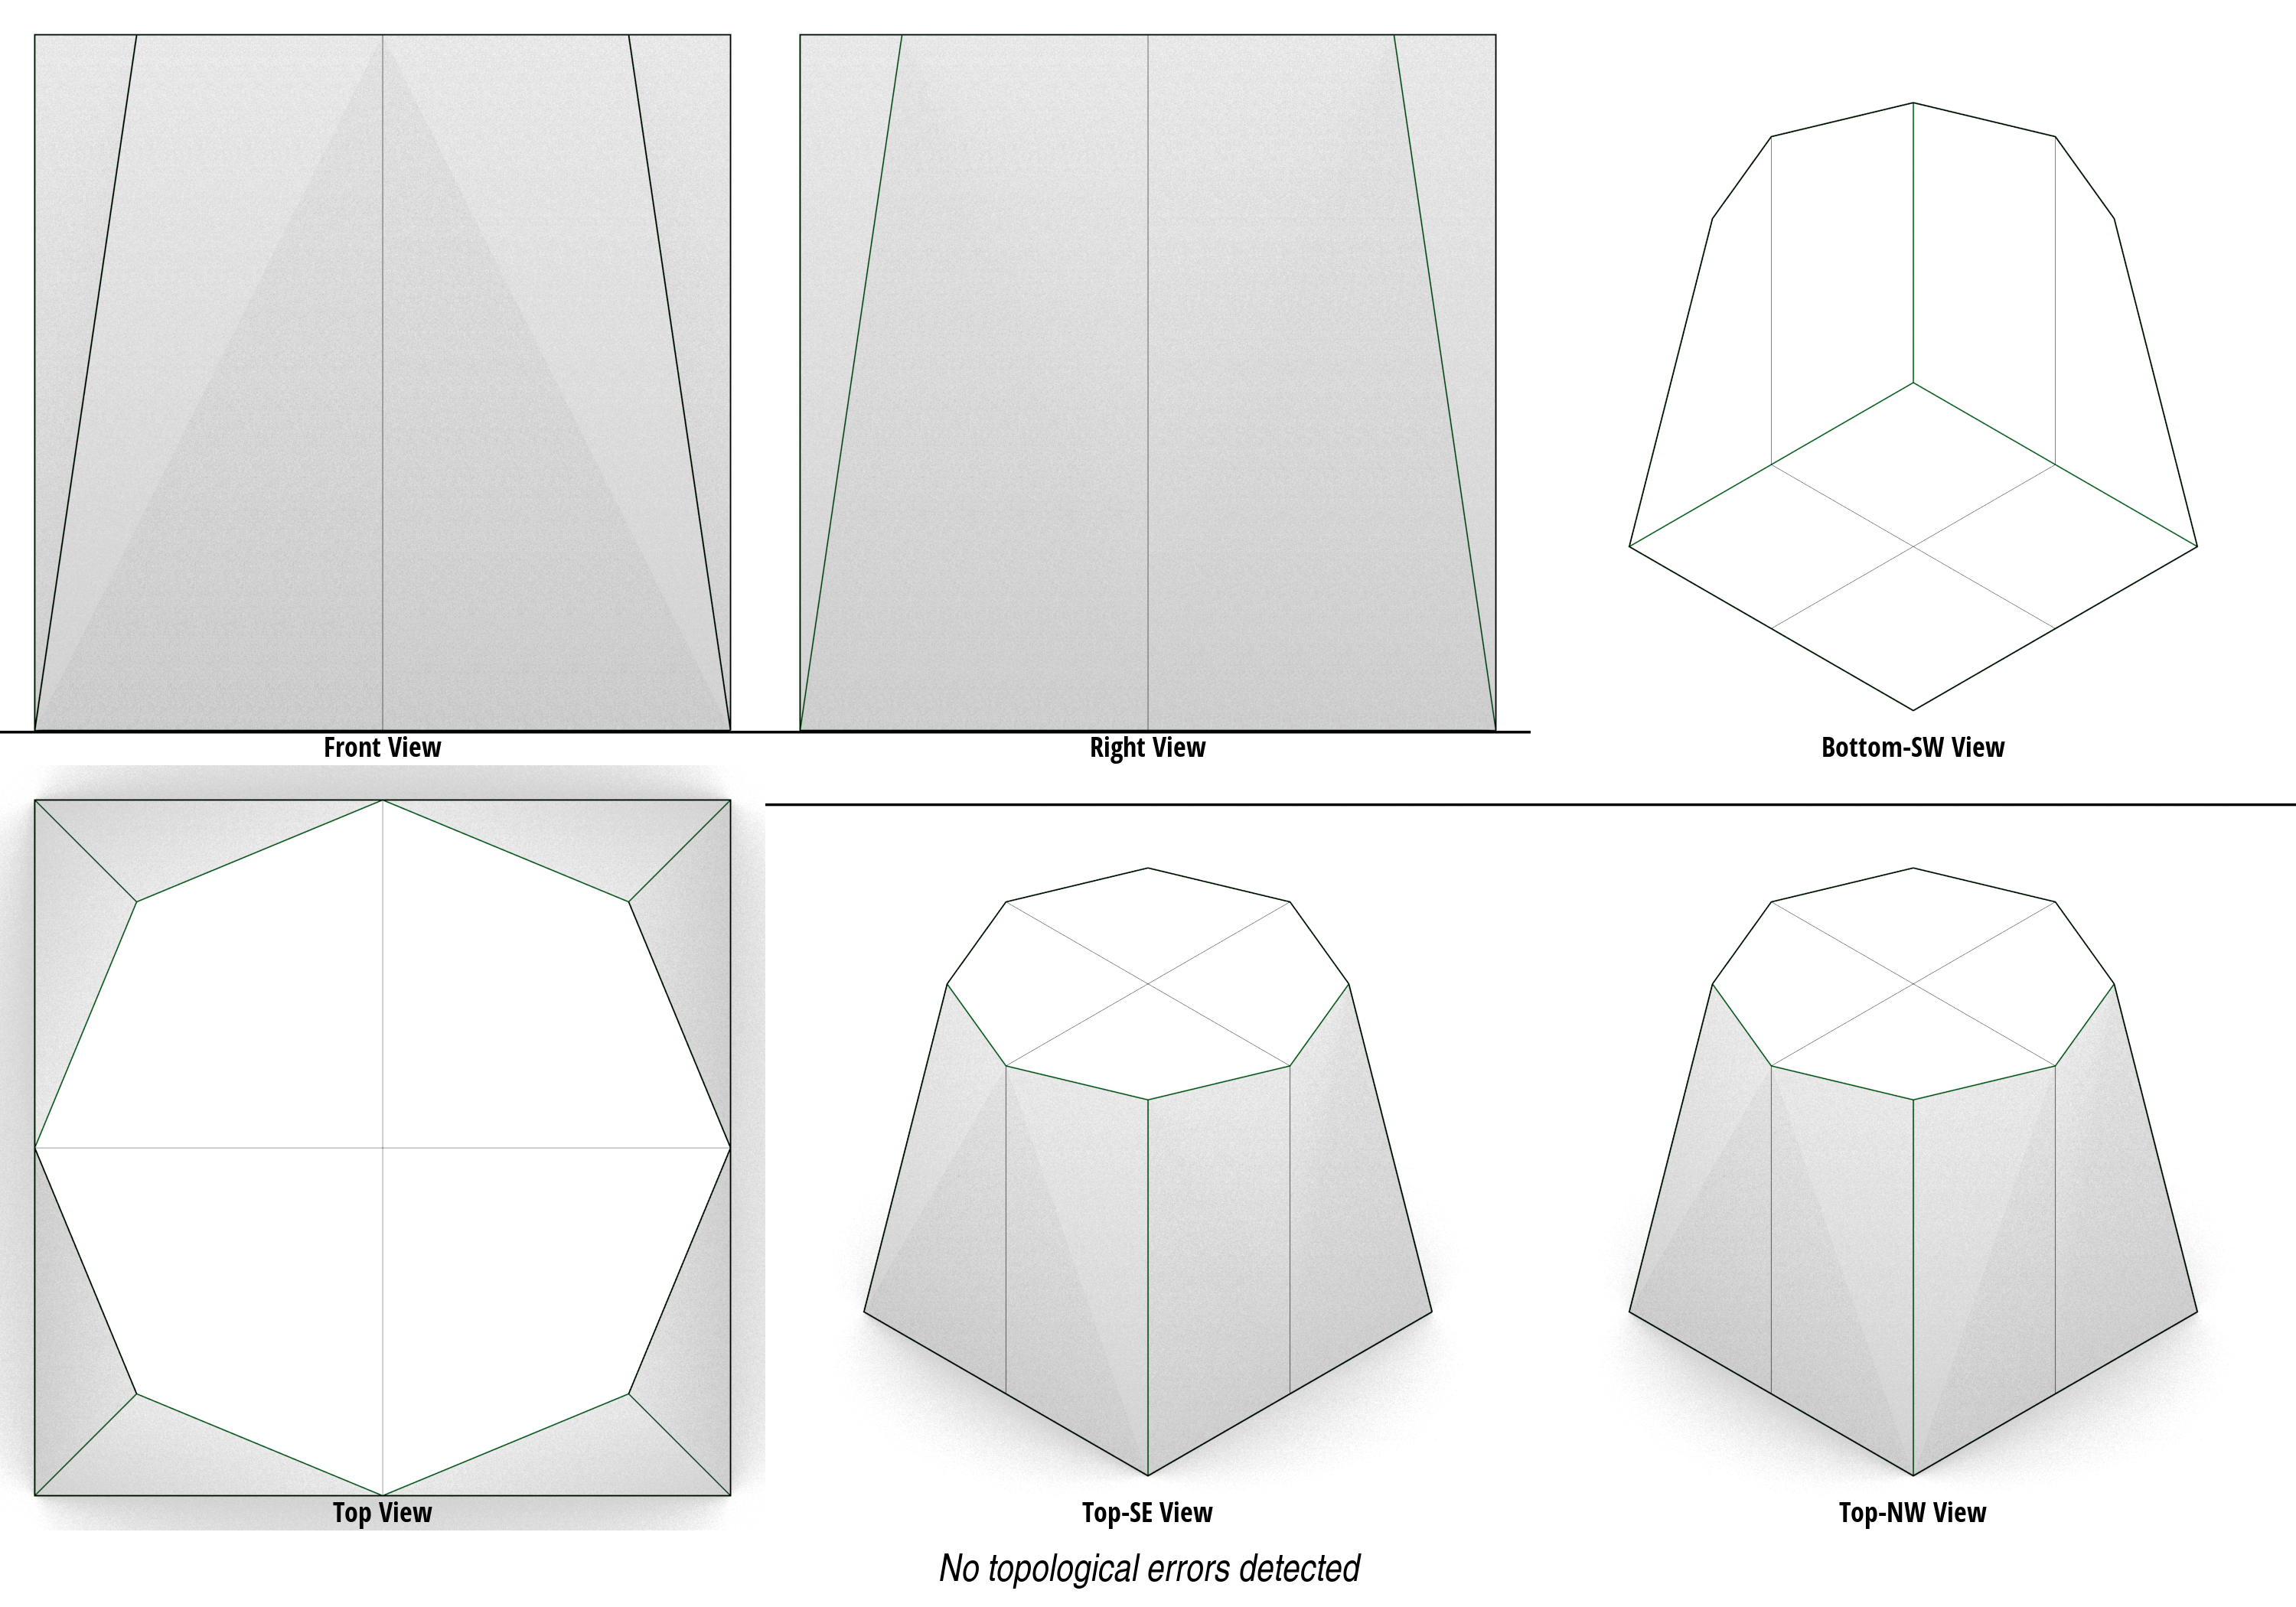 Front View
Right View
Bottom-SW View
Top View
Top-SE View
Top-NW View
No topological errors detected